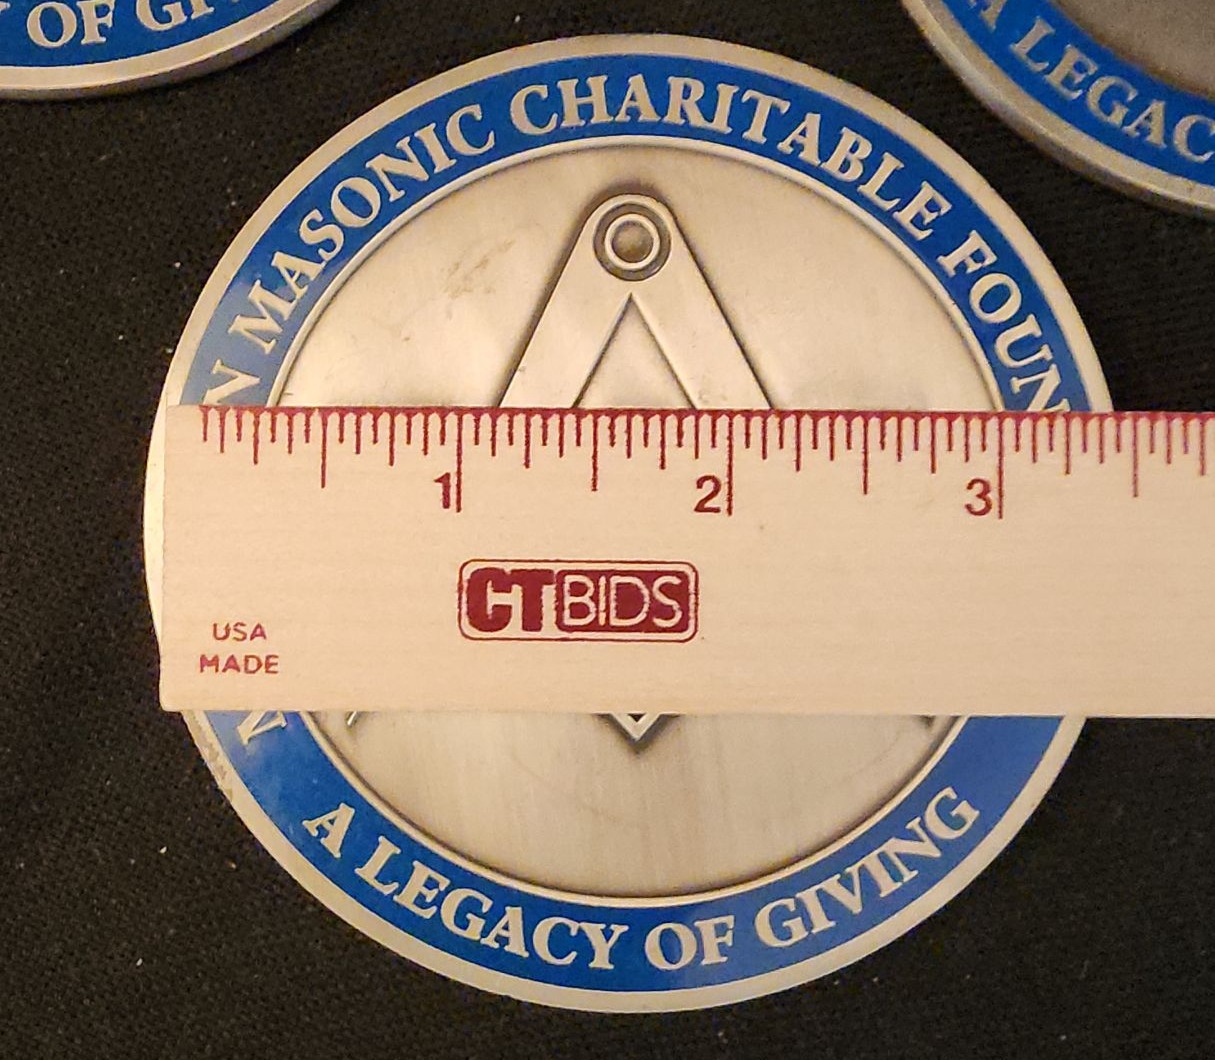 Y OF GI
A LEGAC
N MASONIC CHARITABLE FOUN
1 2 3
CTBIDS
USA
MADE
N
A LEGACY OF GIVING